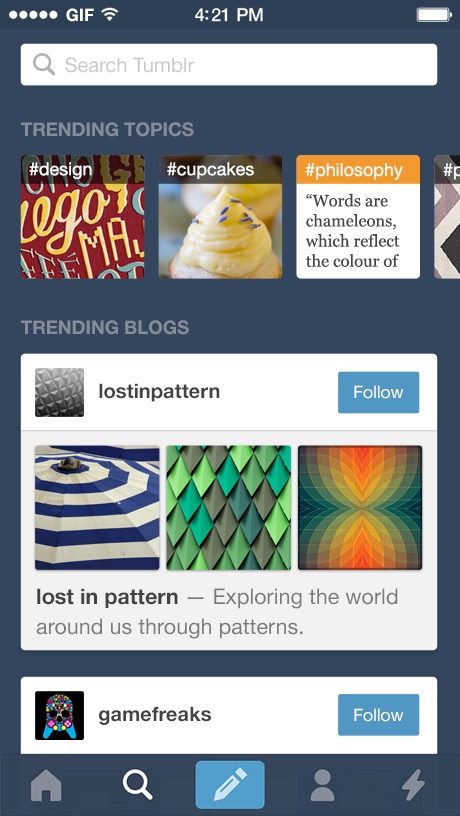 GIF 4:21 PM
Search Tumblr
TRENDING TOPICS
#design
#cupcakes
#philosophy
“Words are
chameleons,
which reflect
the colour of
TRENDING BLOGS
lostinpattern
Follow
lost in pattern — Exploring the world
around us through patterns.
gamefreaks
Follow